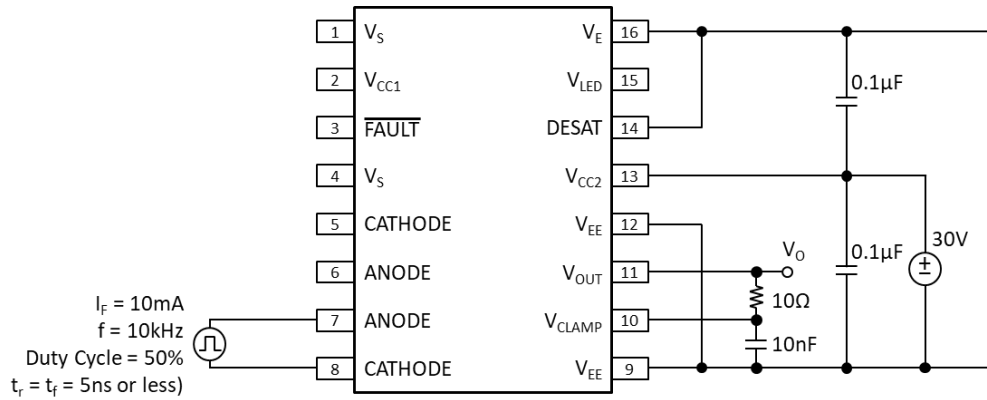 1 V_S
2 V_CC1
3 FAULT
4 V_S
5 CATHODE
6 ANODE
7 ANODE
8 CATHODE
V_E 16
V_LED 15
DESAT 14
V_CC2 13
V_EE 12
V_OUT 11
V_CLAMP 10
V_EE 9
I_F = 10mA
f = 10kHz
Duty Cycle = 50%
t_r = t_f = 5ns or less)
0.1µF
0.1µF
30V
V_O
10Ω
10nF